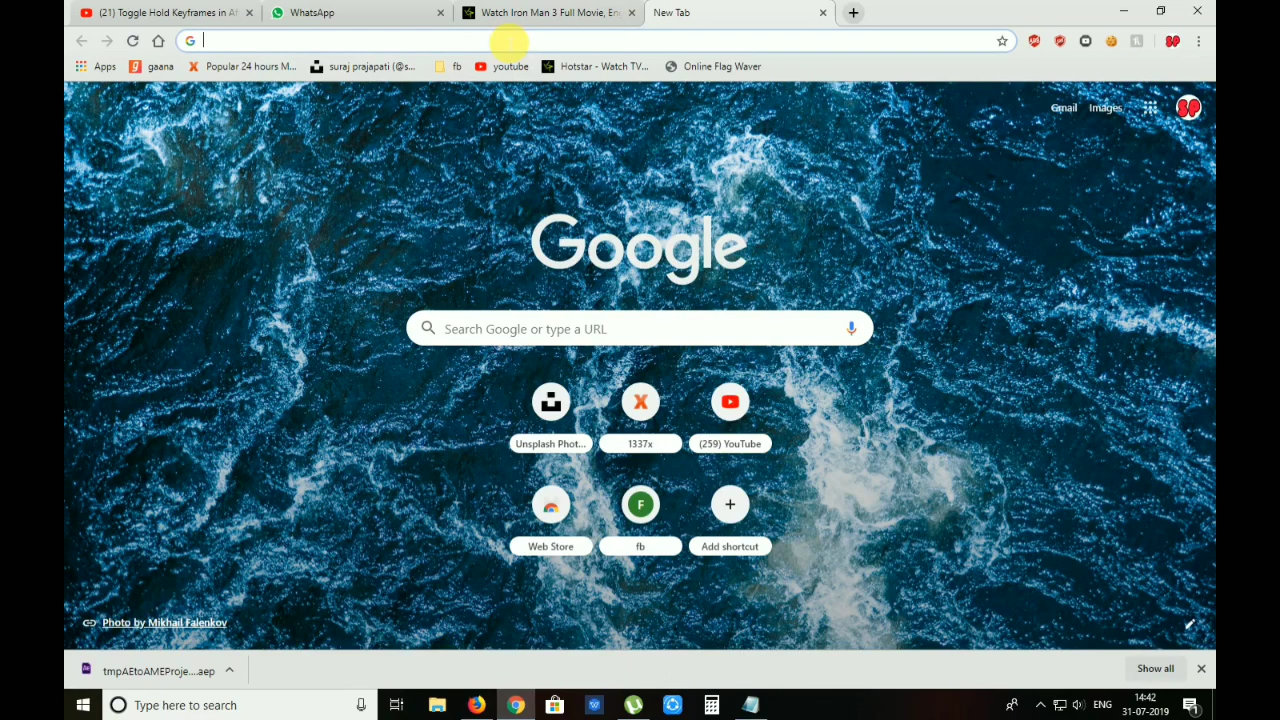 (21) Toggle Hold Keyframes in Af
WhatsApp
Watch Iron Man 3 Full Movie, Eng
New Tab
Apps
gaana
Popular 24 hours M...
suraj prajapati (@s...
fb
youtube
Hotstar - Watch TV...
Online Flag Waver
Gmail
Images
SP
Google
Search Google or type a URL
Unsplash Phot...
1337x
(259) YouTube
F
Web Store
fb
Add shortcut
Photo by Mikhail Falenkov
tmpAEtoAMEProje....aep
Show all
Type here to search
ENG
14:42
31-07-2019
1